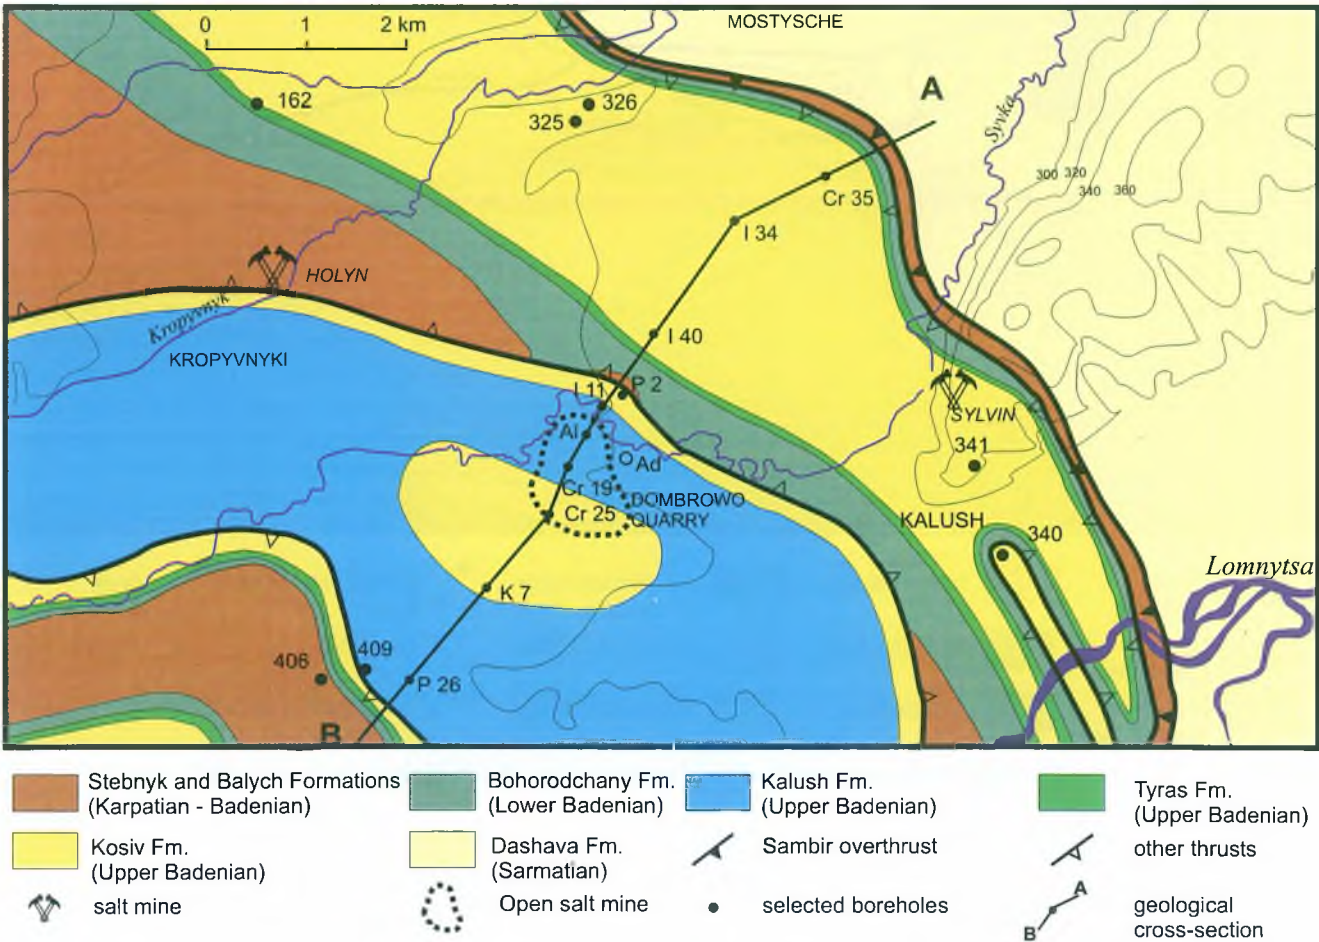 0 1 2 km
MOSTYSCHE
A
Syvka
162
326
325
300 320
340 360
Cr 35
I 34
HOLYN
Kropyvnyk
KROPYVNYKI
I 40
P 2
I 11
SYLVIN
Al
Ad
341
Cr 19
DOMBROWO
QUARRY
Cr 25
KALUSH
340
Lomnytsa
K 7
409
406
P 26
B
Stebnyk and Balych Formations
(Karpatian - Badenian)
Bohorodchany Fm.
(Lower Badenian)
Kalush Fm.
(Upper Badenian)
Tyras Fm.
(Upper Badenian)
Kosiv Fm.
(Upper Badenian)
Dashava Fm.
(Sarmatian)
Sambir overthrust
other thrusts
salt mine
Open salt mine
selected boreholes
A
B
geological
cross-section